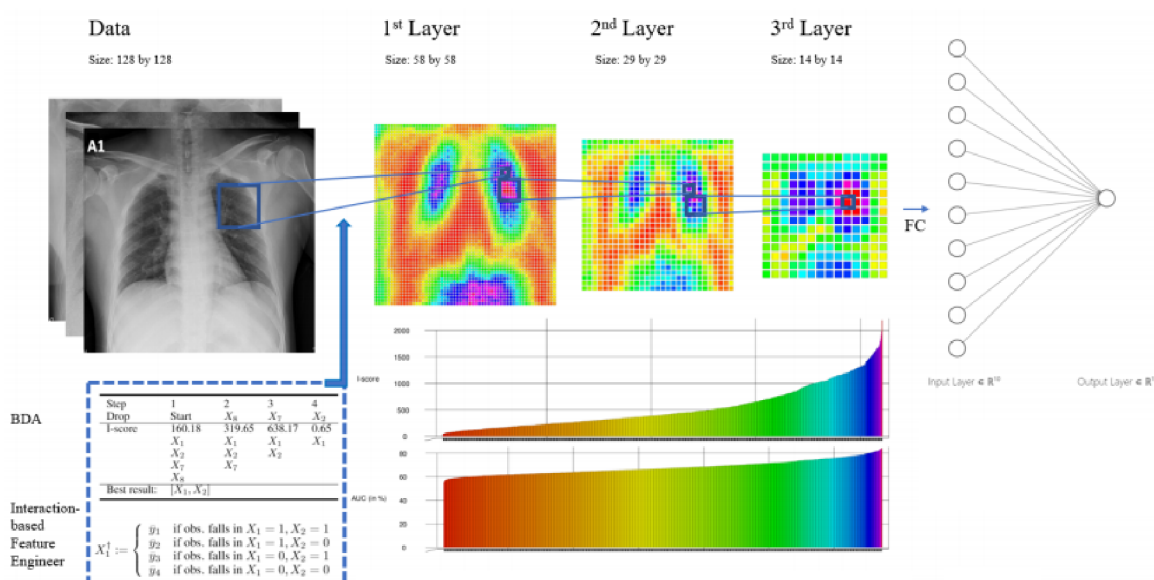 Data
1st Layer
2nd Layer
3rd Layer
Size: 128 by 128
Size: 58 by 58
Size: 29 by 29
Size: 14 by 14
A1
FC
Input Layer ∈ ℝ¹⁰
Output Layer ∈ ℝ¹
I-score
2000
1500
1000
500
0
AUC (in %)
80
60
40
20
0
BDA
Step 1 2 3 4
Drop Start X₈ X₇ X₂
I-score 160.18 319.65 638.17 0.65
X₁ X₁ X₁ X₁
X₂ X₂ X₂
X₇ X₇
X₈
Best result: [X₁, X₂]
Interaction-
based
Feature
Engineer
X₁† := { ȳ₁ if obs. falls in X₁ = 1, X₂ = 1
ȳ₂ if obs. falls in X₁ = 1, X₂ = 0
ȳ₃ if obs. falls in X₁ = 0, X₂ = 1
ȳ₄ if obs. falls in X₁ = 0, X₂ = 0